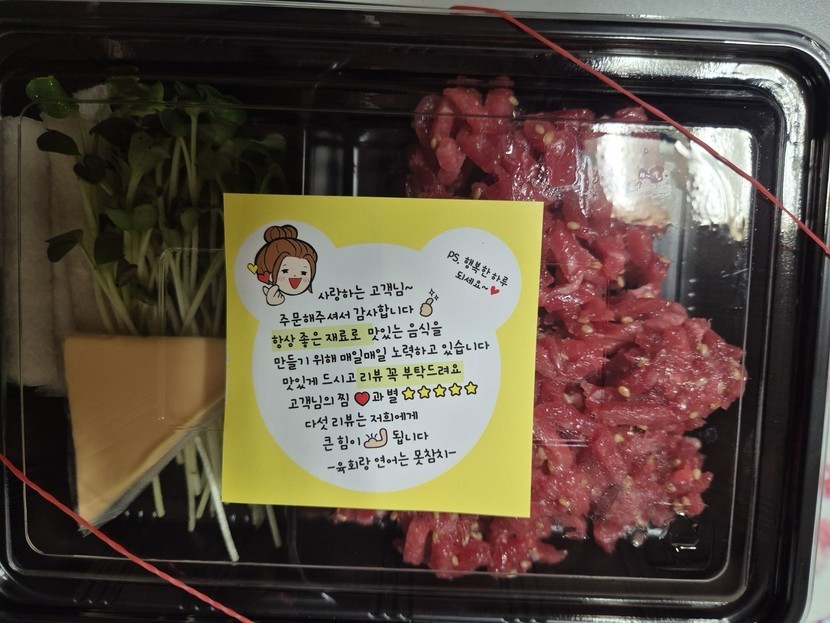 사랑하는 고객님~
주문해주셔서 감사합니다
항상 좋은 재료로 맛있는 음식을
만들기 위해 매일매일 노력하고 있습니다
맛있게 드시고 리뷰 꼭 부탁드려요
고객님의 찜 ❤과 별 ★★★★★
다섯 리뷰는 저희에게
큰 힘이 💪 됩니다
-육회랑 연어는 못참치-
PS. 행복한 하루
되세요~ ❤